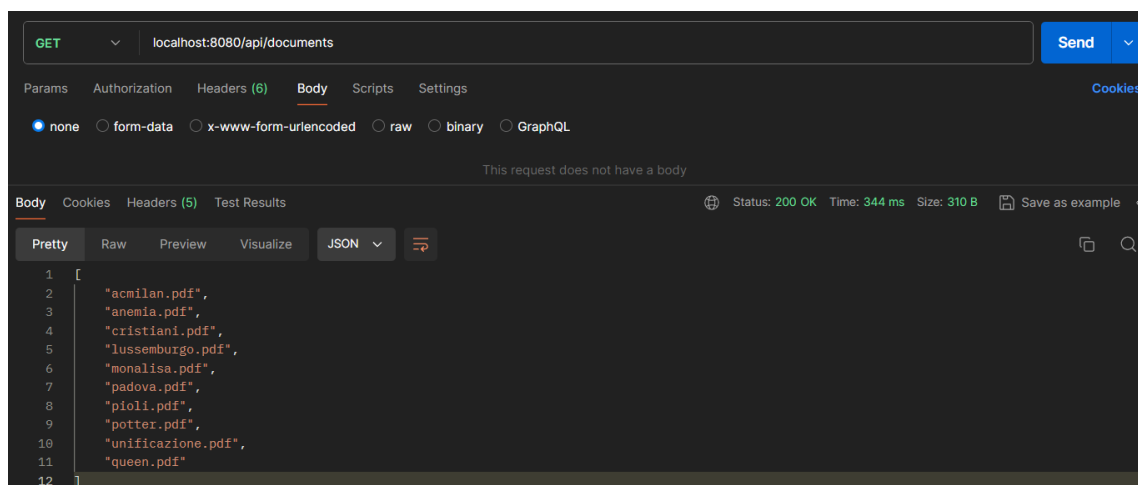 GET localhost:8080/api/documents Send
Params Authorization Headers (6) Body Scripts Settings Cookies
none form-data x-www-form-urlencoded raw binary GraphQL
This request does not have a body
Body Cookies Headers (5) Test Results Status: 200 OK Time: 344 ms Size: 310 B Save as example
Pretty Raw Preview Visualize JSON
1 [
2 "acmilan.pdf",
3 "anemia.pdf",
4 "cristiani.pdf",
5 "lussemburgo.pdf",
6 "monalisa.pdf",
7 "padova.pdf",
8 "pioli.pdf",
9 "potter.pdf",
10 "unificazione.pdf",
11 "queen.pdf"
12 ]